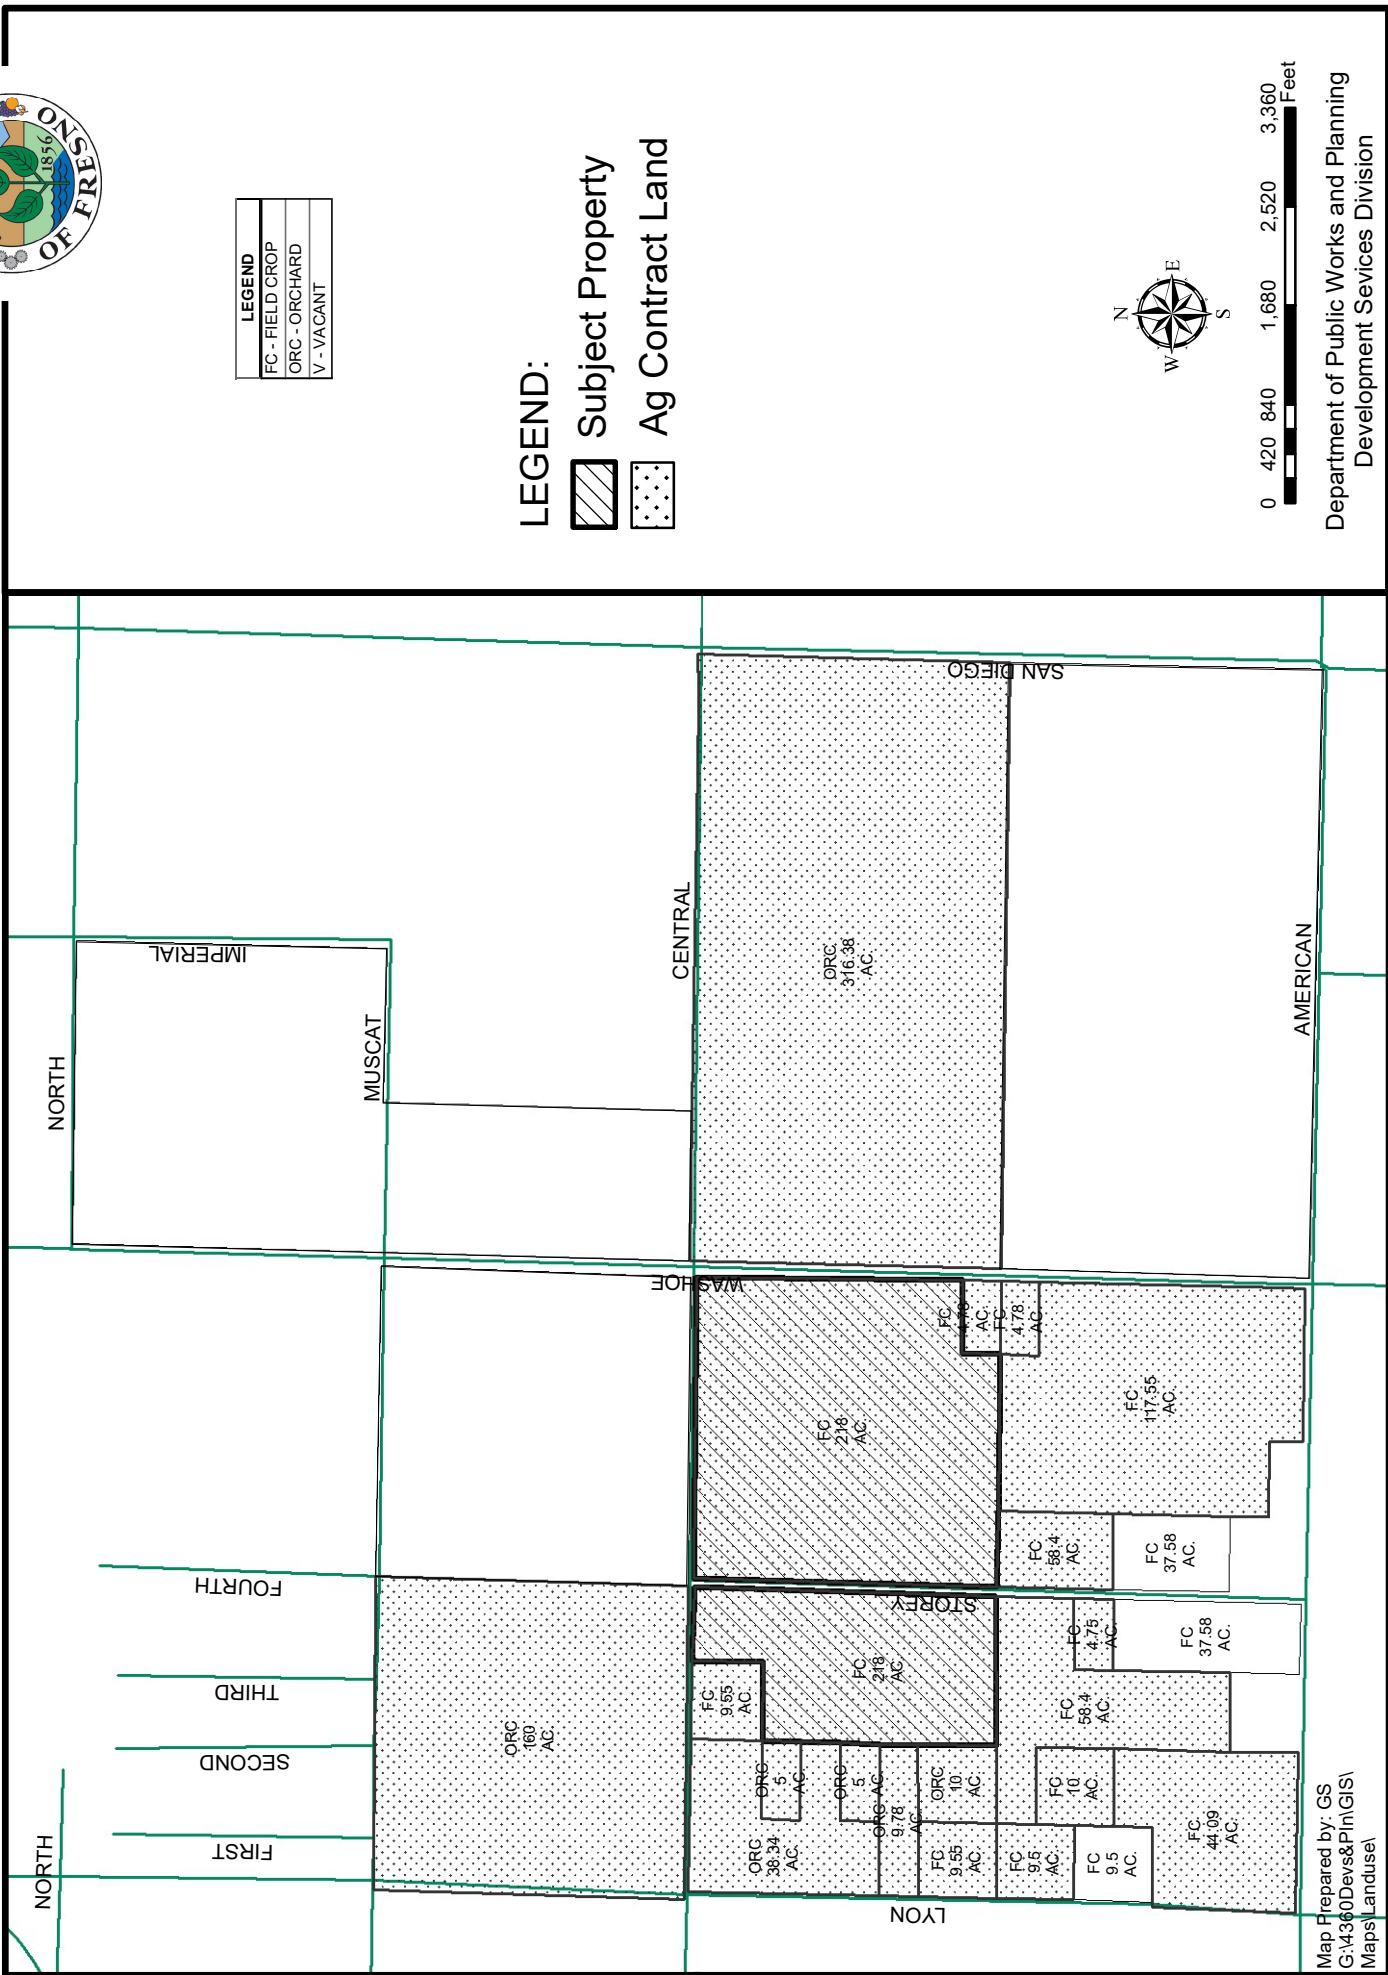 OF FRESNO
1856
LEGEND
FC - FIELD CROP
ORC - ORCHARD
V - VACANT
LEGEND:
Subject Property
Ag Contract Land
N
W
E
S
0 420 840 1,680 2,520 3,360
Feet
Department of Public Works and Planning
Development Sevices Division
NORTH
NORTH
IMPERIAL
MUSCAT
FOURTH
THIRD
SECOND
FIRST
CENTRAL
SAN DIEGO
WASHOE
STOREY
LYON
AMERICAN
ORC
160
AC.
ORC
316.38
AC.
FC
218
AC.
FC
218
AC.
FC
9.55
AC.
ORC
38.34
AC.
ORC
5
AC.
ORC
5
AC.
ORC
9.78
AC.
ORC
10
AC.
FC
9.55
AC.
FC
9.5
AC.
FC
9.5
AC.
FC
10
AC.
FC
44.09
AC.
FC
58.4
AC.
FC
4.75
AC.
FC
37.58
AC.
FC
58.4
AC.
FC
37.58
AC.
FC
117.55
AC.
FC
4.78
AC.
FC
4.78
AC.
Map Prepared by: GS
G:\4360Devs&Pln\GIS\
Maps\Landuse\